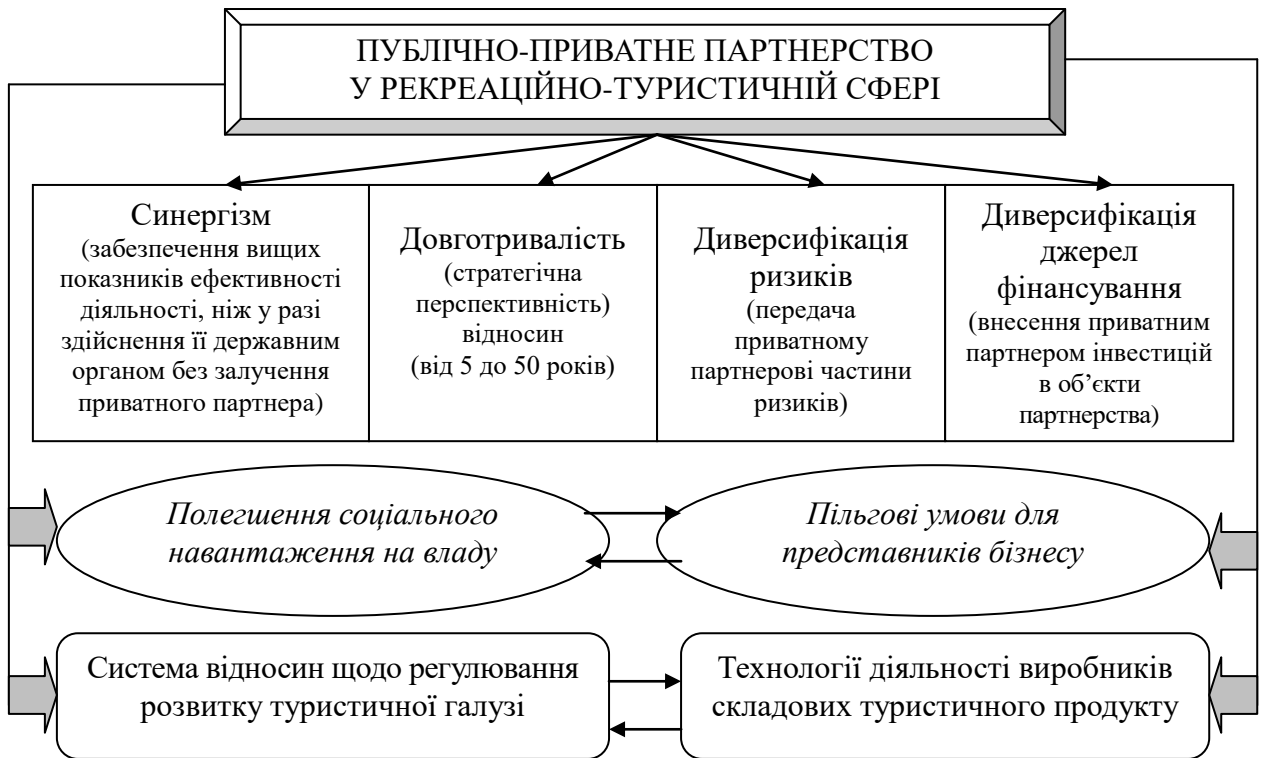 ПУБЛІЧНО-ПРИВАТНЕ ПАРТНЕРСТВО
У РЕКРЕАЦІЙНО-ТУРИСТИЧНІЙ СФЕРІ
Синергізм
(забезпечення вищих
показників ефективності
діяльності, ніж у разі
здійснення її державним
органом без залучення
приватного партнера)
Довготривалість
(стратегічна
перспективність)
відносин
(від 5 до 50 років)
Диверсифікація
ризиків
(передача
приватному
партнерові частини
ризиків)
Диверсифікація
джерел
фінансування
(внесення приватним
партнером інвестицій
в об’єкти
партнерства)
Полегшення соціального
навантаження на владу
Пільгові умови для
представників бізнесу
Система відносин щодо регулювання
розвитку туристичної галузі
Технології діяльності виробників
складових туристичного продукту